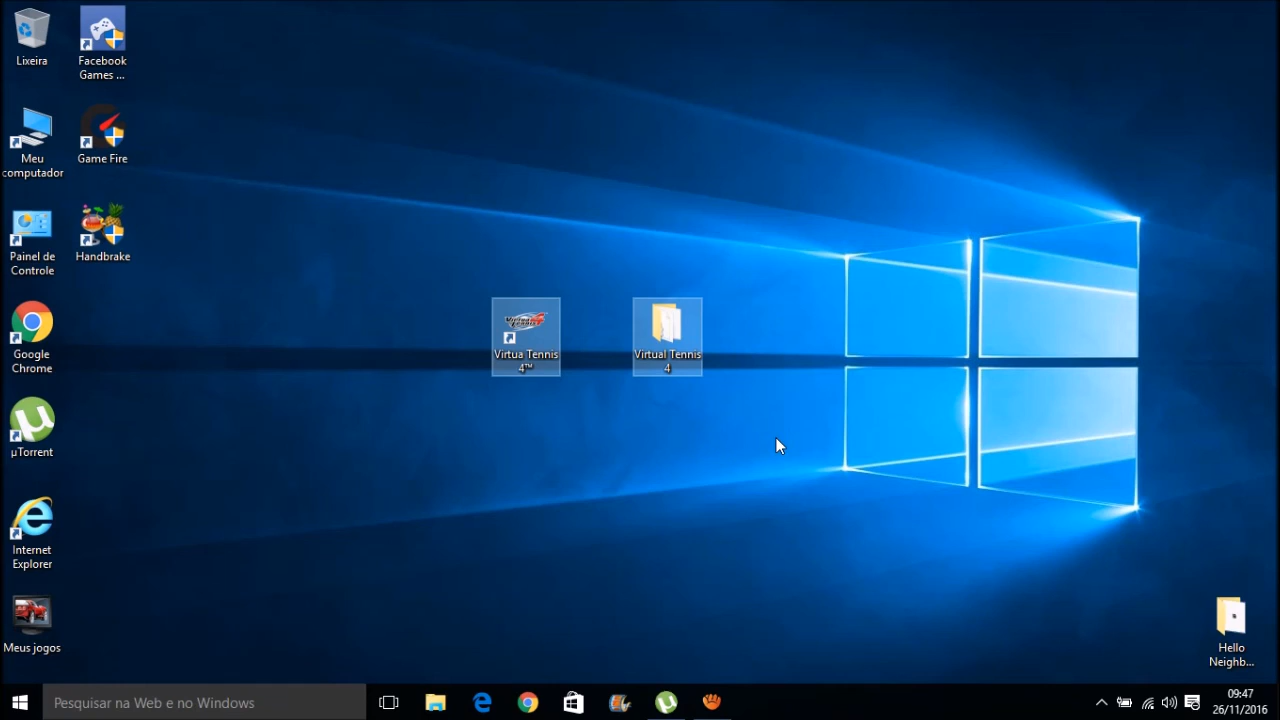 Lixeira
Facebook
Games ...
Meu
computador
Game Fire
Painel de
Controle
Handbrake
Google
Chrome
Virtua Tennis
4™
Virtual Tennis
4
µTorrent
Internet
Explorer
Meus jogos
Hello
Neighb...
Pesquisar na Web e no Windows
09:47
26/11/2016